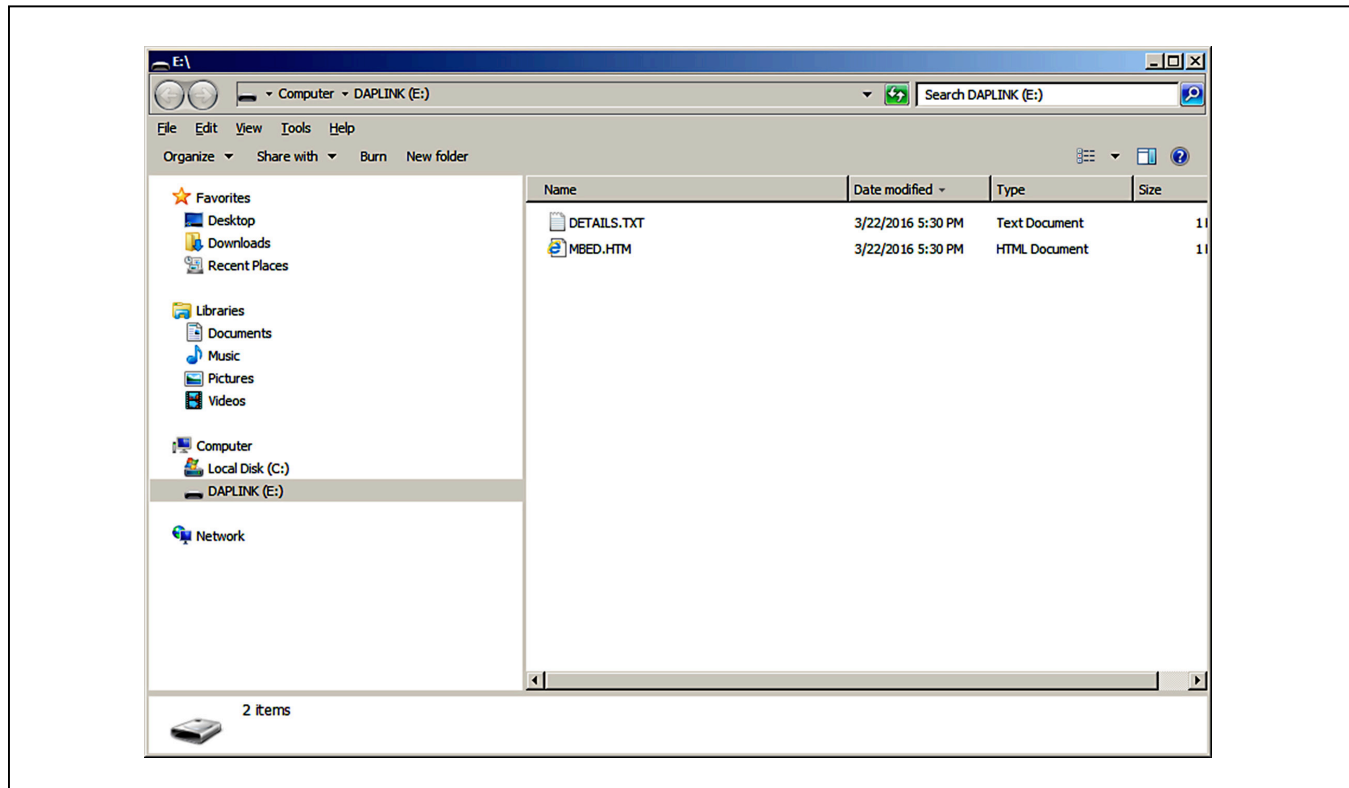 E:\
Computer DAPLINK (E:)
Search DAPLINK (E:)
File Edit View Tools Help
Organize Share with Burn New folder
Name Date modified Type Size
Favorites
Desktop
Downloads
Recent Places
Libraries
Documents
Music
Pictures
Videos
Computer
Local Disk (C:)
DAPLINK (E:)
Network
DETAILS.TXT 3/22/2016 5:30 PM Text Document 1
MBED.HTM 3/22/2016 5:30 PM HTML Document 1
2 items